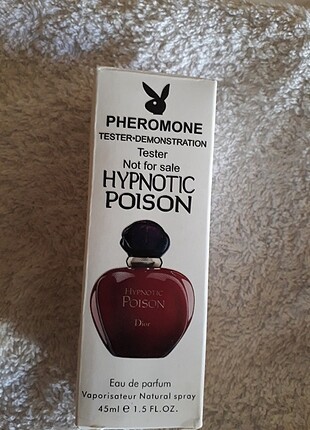 PHEROMONE
TESTER•DEMONSTRATION
Tester
Not for sale
HYPNOTIC
POISON
HYPNOTIC
POISON
Dior
Eau de parfum
Vaporisateur Natural spray
45ml e 1.5 FL.OZ.